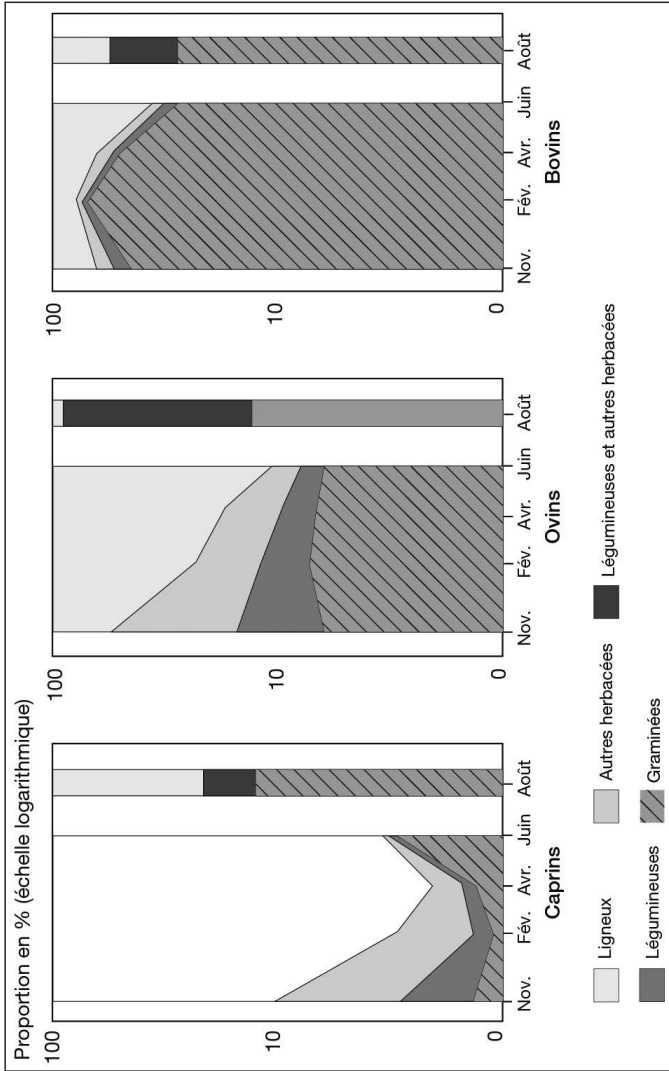 Proportion en % (échelle logarithmique)
100
10
0
Nov.
Fév.
Avr.
Juin
Août
Caprins
100
10
0
Nov.
Fév.
Avr.
Juin
Août
Ovins
100
10
0
Nov.
Fév.
Avr.
Juin
Août
Bovins
Ligneux
Autres herbacées
Légumineuses et autres herbacées
Légumineuses
Graminées